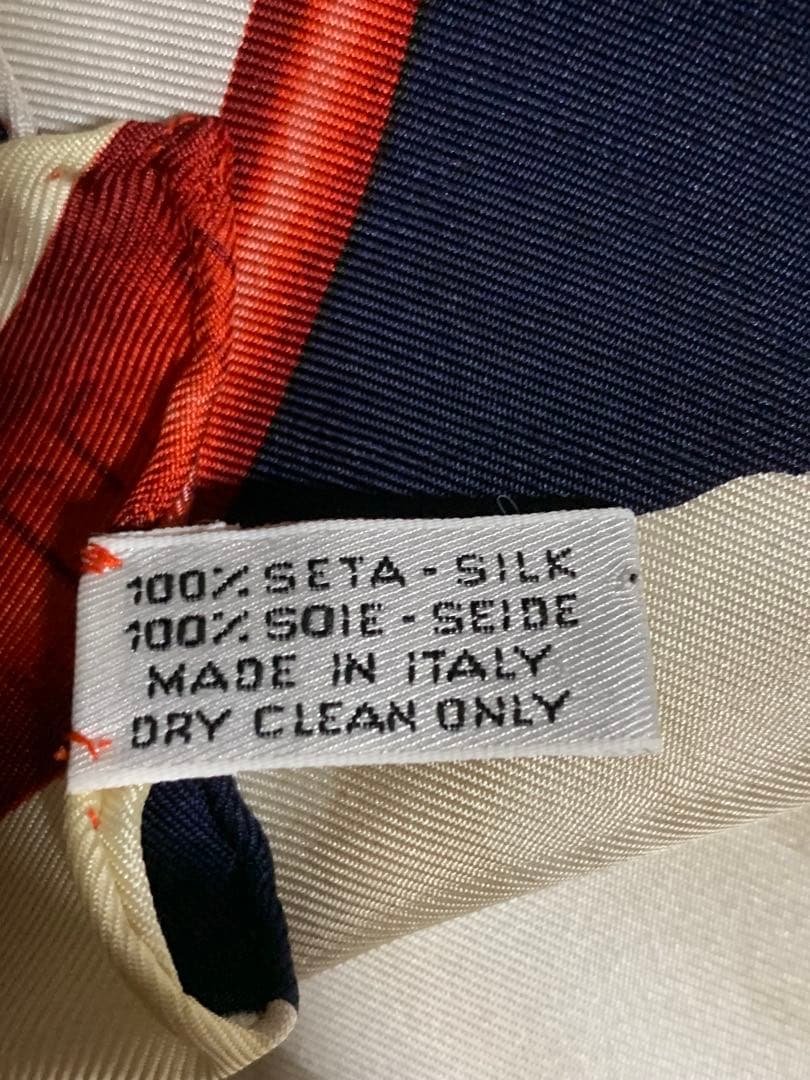 100% SETA - SILK
100% SOIE - SEIDE
MADE IN ITALY
DRY CLEAN ONLY